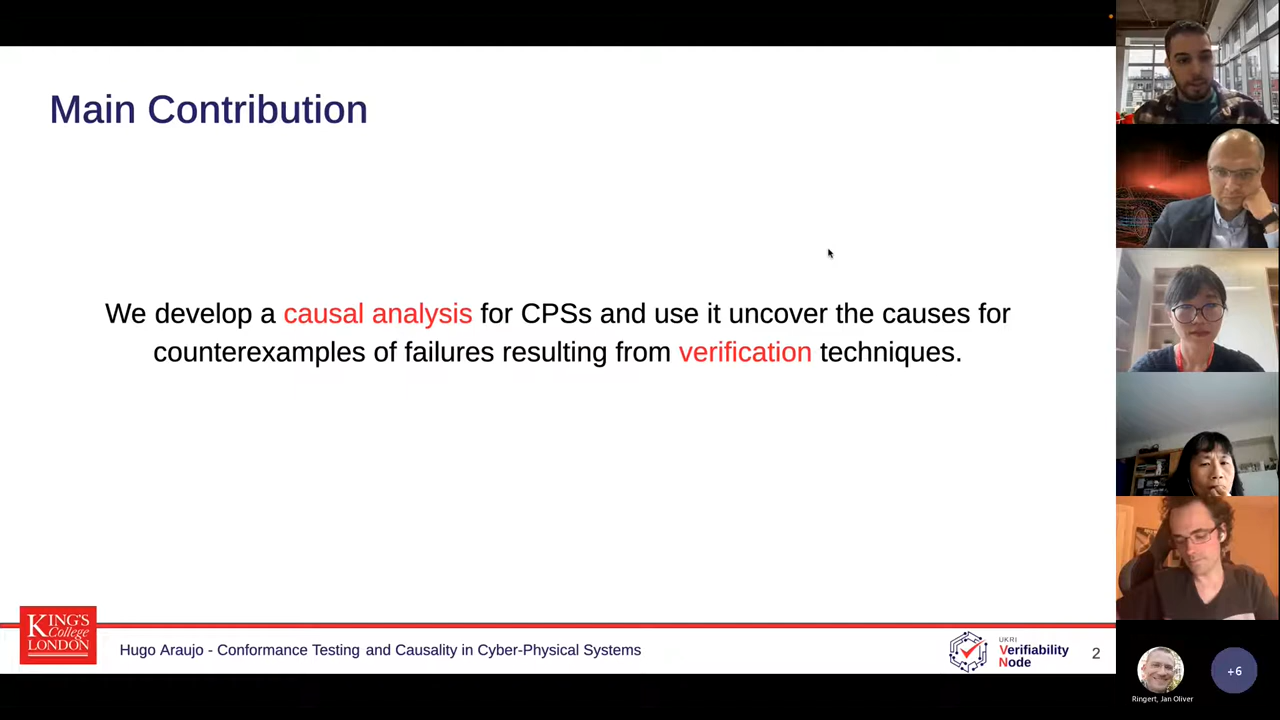 Main Contribution
We develop a causal analysis for CPSs and use it uncover the causes for
counterexamples of failures resulting from verification techniques.
KING'S
College
LONDON
Hugo Araujo - Conformance Testing and Causality in Cyber-Physical Systems
UKRI
Verifiability
Node
2
+6
Ringert, Jan Oliver